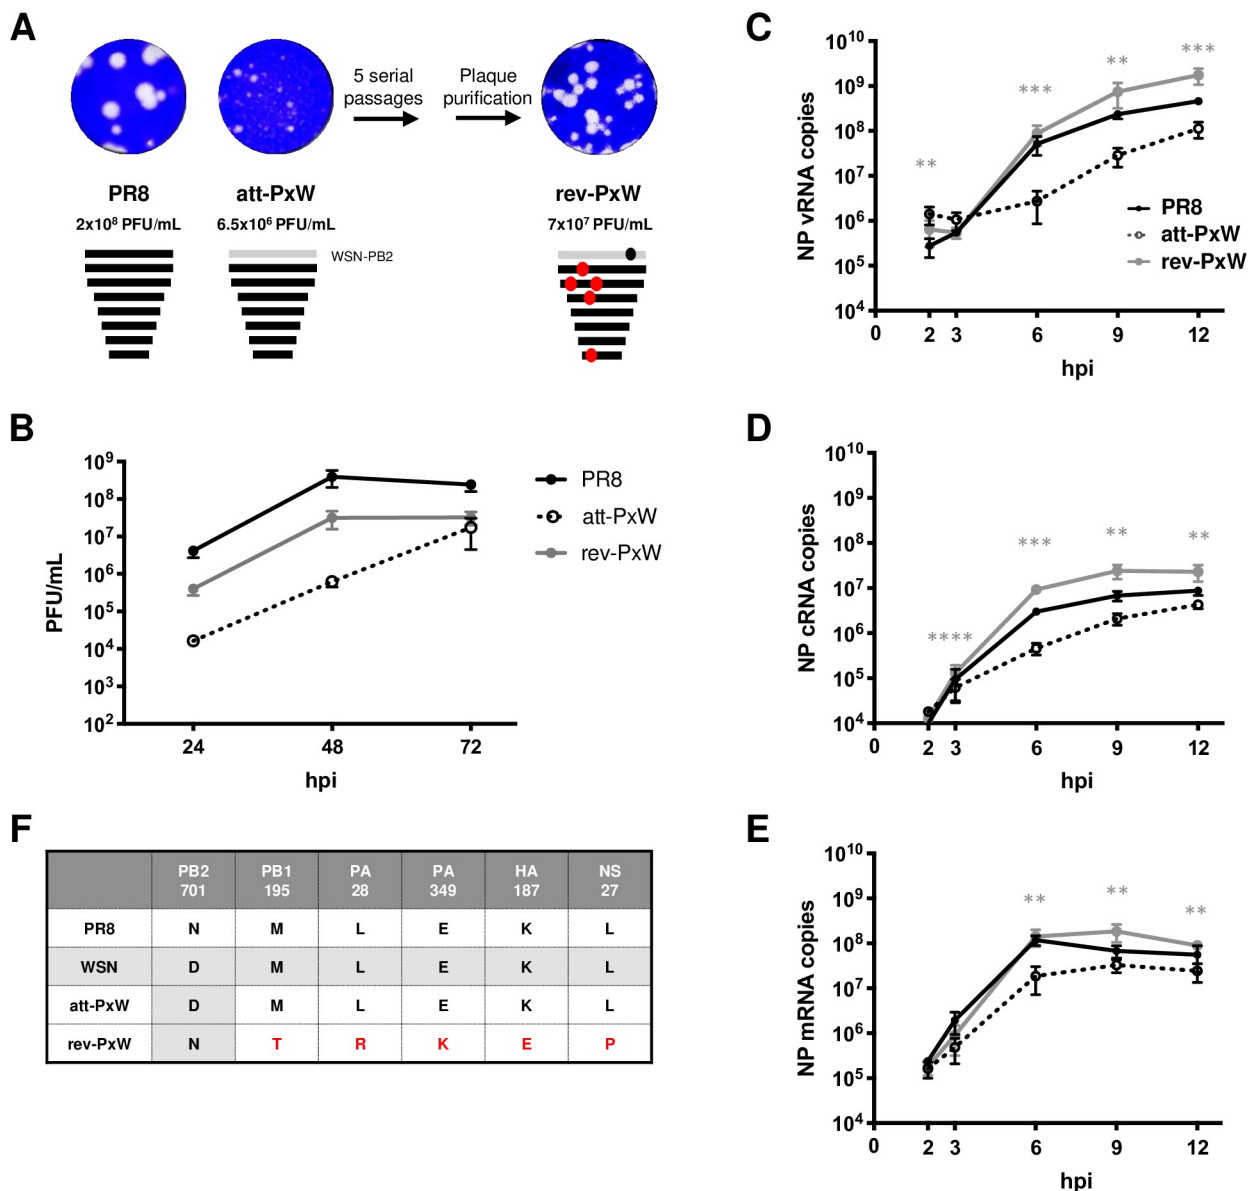 A
5 serial
passages
Plaque
purification
PR8
att-PxW
rev-PxW
2x10⁸ PFU/mL
6.5x10⁶ PFU/mL
7x10⁷ PFU/mL
WSN-PB2
B
10⁹
10⁸
10⁷
10⁶
10⁵
10⁴
10³
10²
PFU/mL
24
48
72
hpi
PR8
att-PxW
rev-PxW
F
PB2 701 PB1 195 PA 28 PA 349 HA 187 NS 27
PR8 N M L E K L
WSN D M L E K L
att-PxW D M L E K L
rev-PxW N T R K E P
C
10¹⁰
10⁹
10⁸
10⁷
10⁶
10⁵
10⁴
NP vRNA copies
** *** ** ***
PR8
att-PxW
rev-PxW
0 2 3 6 9 12
hpi
D
10¹⁰
10⁹
10⁸
10⁷
10⁶
10⁵
10⁴
NP cRNA copies
**** *** ** **
0 2 3 6 9 12
hpi
E
10¹⁰
10⁹
10⁸
10⁷
10⁶
10⁵
10⁴
NP mRNA copies
** ** **
0 2 3 6 9 12
hpi